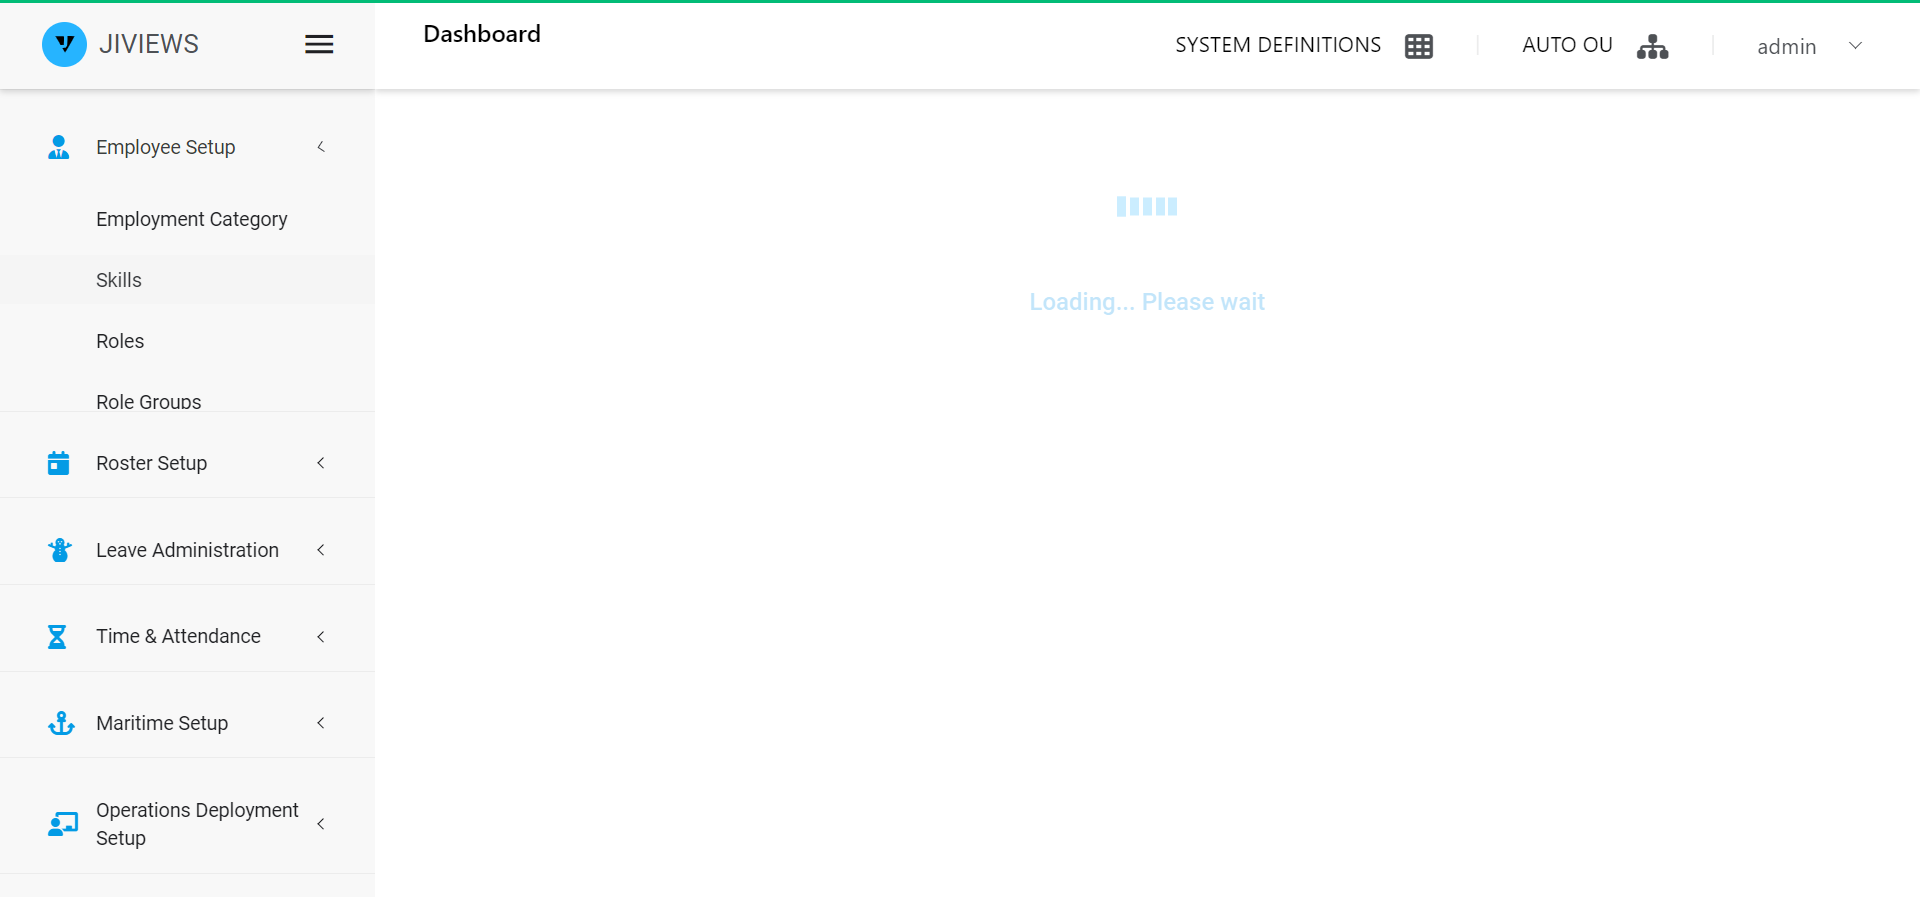 JIVIEWS
Dashboard
SYSTEM DEFINITIONS
AUTO OU
admin
Employee Setup
Employment Category
Skills
Roles
Role Groups
Roster Setup
Leave Administration
Time & Attendance
Maritime Setup
Operations Deployment
Setup
Loading... Please wait